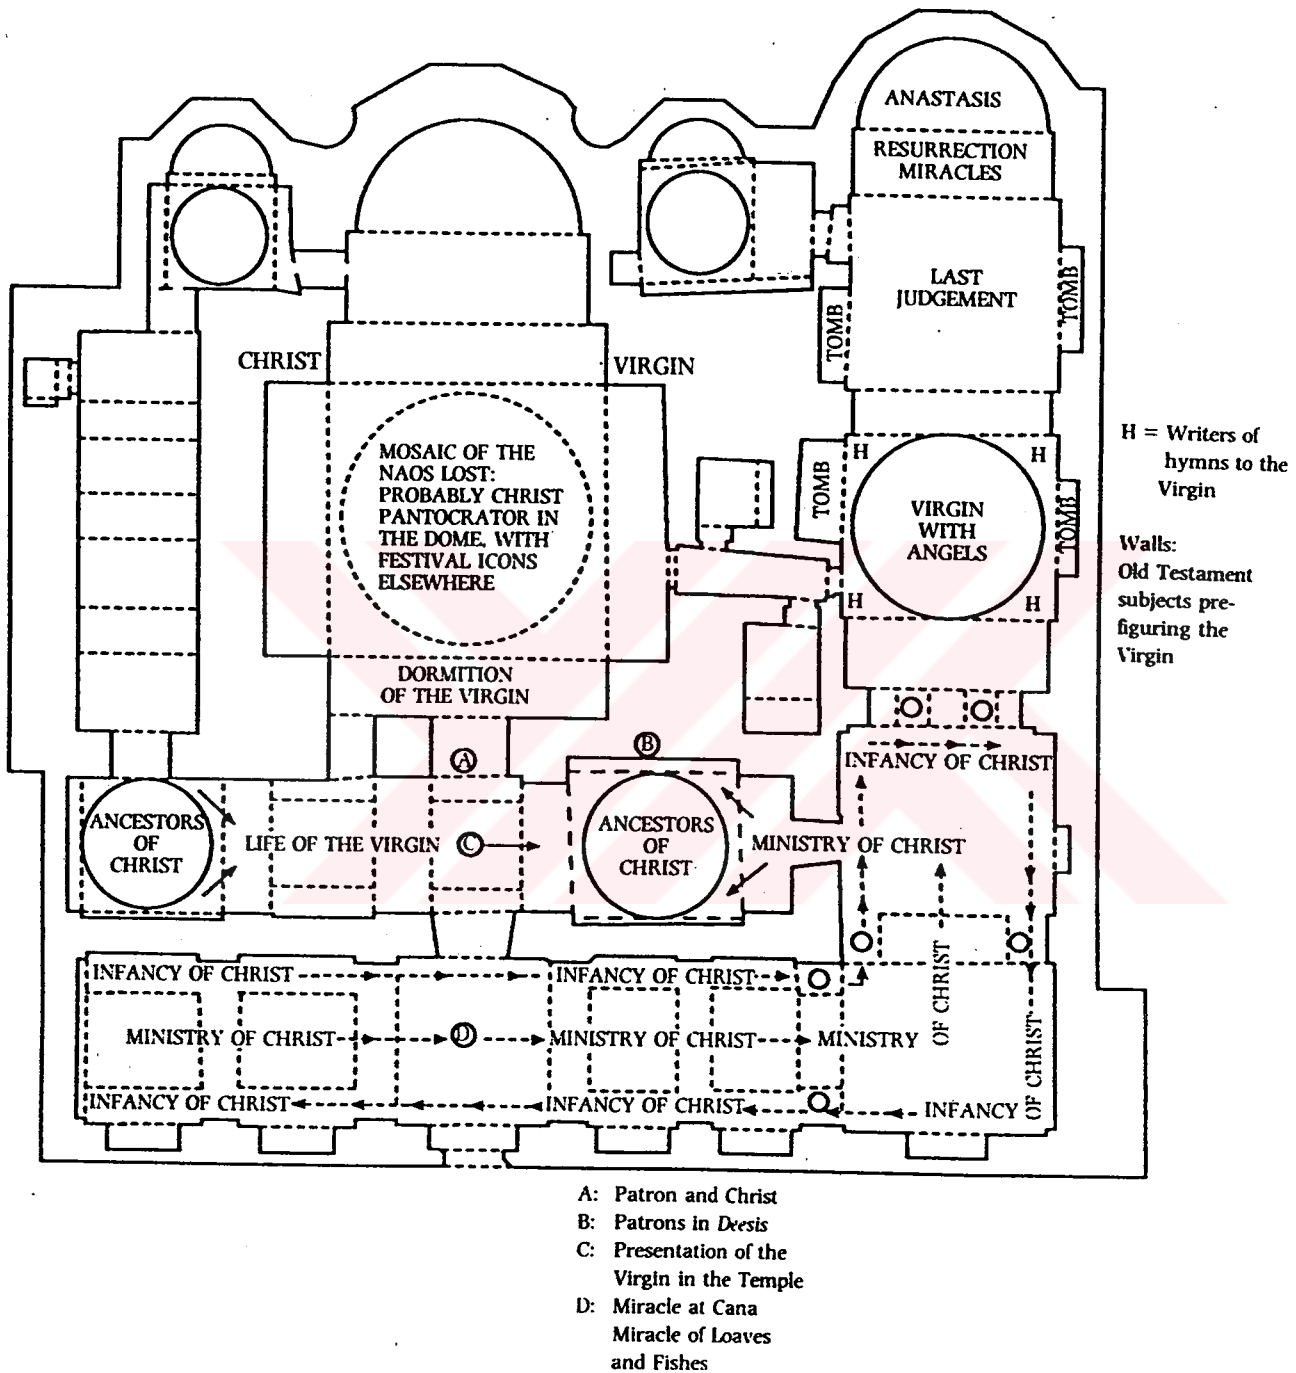 ANASTASIS
RESURRECTION
MIRACLES
LAST
JUDGEMENT
TOMB
TOMB
CHRIST
VIRGIN
MOSAIC OF THE
NAOS LOST:
PROBABLY CHRIST
PANTOCRATOR IN
THE DOME, WITH
FESTIVAL ICONS
ELSEWHERE
H
H
TOMB
VIRGIN
WITH
ANGELS
TOMB
H
H
H = Writers of
hymns to the
Virgin
Walls:
Old Testament
subjects pre-
figuring the
Virgin
DORMITION
OF THE VIRGIN
A
B
INFANCY OF CHRIST
ANCESTORS
OF
CHRIST
LIFE OF THE VIRGIN
C
ANCESTORS
OF
CHRIST
MINISTRY OF CHRIST
INFANCY OF CHRIST
INFANCY OF CHRIST
MINISTRY OF CHRIST
D
MINISTRY OF CHRIST
MINISTRY
OF CHRIST
OF CHRIST
INFANCY OF CHRIST
INFANCY OF CHRIST
INFANCY
A: Patron and Christ
B: Patrons in Deesis
C: Presentation of the
Virgin in the Temple
D: Miracle at Cana
Miracle of Loaves
and Fishes